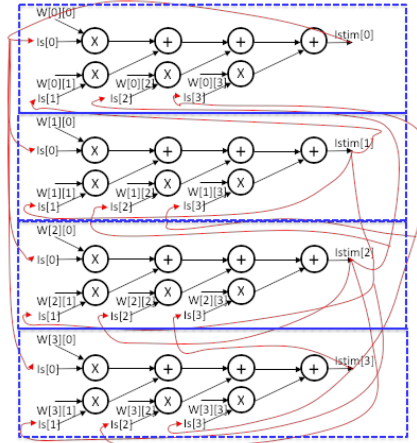 W[0][0]
Is[0] X + + + Istim[0]
X X X
W[0][1] W[0][2] W[0][3]
Is[1] Is[2] Is[3]
W[1][0]
Is[0] X + + + Istim[1]
X X X
W[1][1] W[1][2] W[1][3]
Is[1] Is[2] Is[3]
W[2][0]
Is[0] X + + + Istim[2]
X X X
W[2][1] W[2][2] W[2][3]
Is[1] Is[2] Is[3]
W[3][0]
Is[0] X + + + Istim[3]
X X X
W[3][1] W[3][2] W[3][3]
Is[1] Is[2] Is[3]